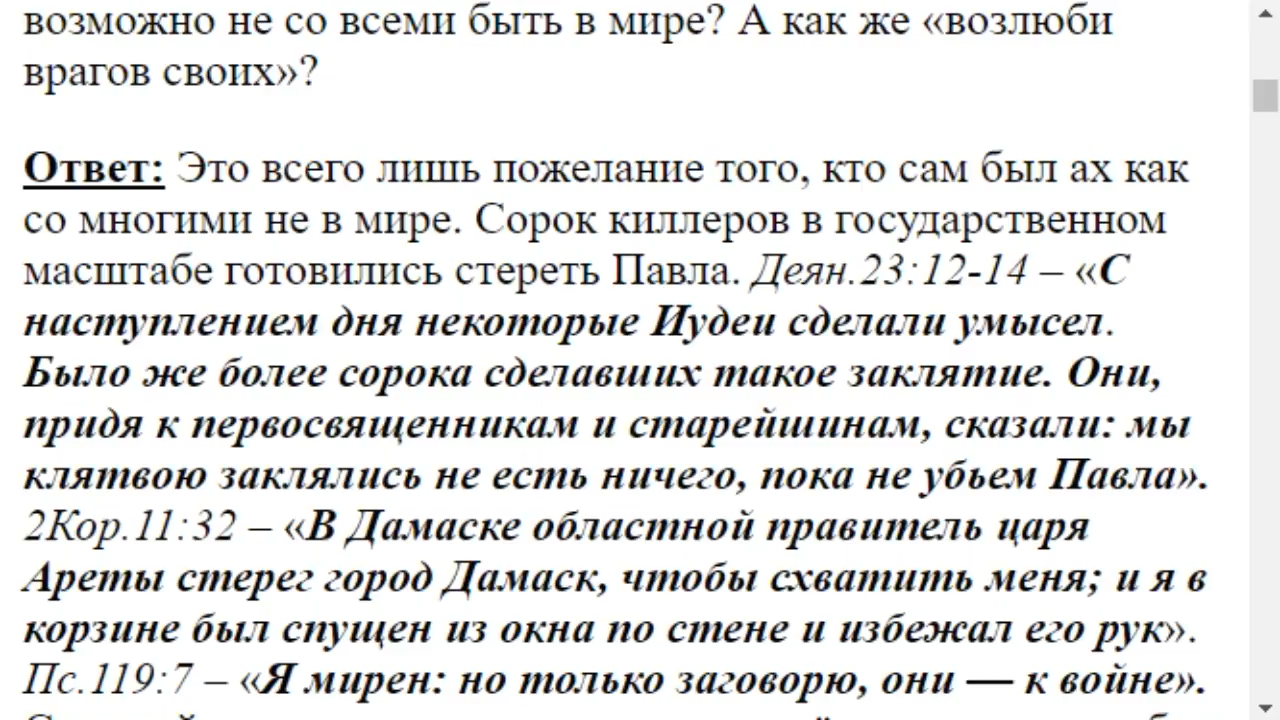 возможно не со всеми быть в мире? А как же «возлюби
врагов своих»?
Ответ: Это всего лишь пожелание того, кто сам был ах как
со многими не в мире. Сорок киллеров в государственном
масштабе готовились стереть Павла. Деян.23:12-14 – «С
наступлением дня некоторые Иудеи сделали умысел.
Было же более сорока сделавших такое заклятие. Они,
придя к первосвященникам и старейшинам, сказали: мы
клятвою заклялись не есть ничего, пока не убьем Павла».
2Кор.11:32 – «В Дамаске областной правитель царя
Ареты стерег город Дамаск, чтобы схватить меня; и я в
корзине был спущен из окна по стене и избежал его рук».
Пс.119:7 – «Я мирен: но только заговорю, они — к войне».